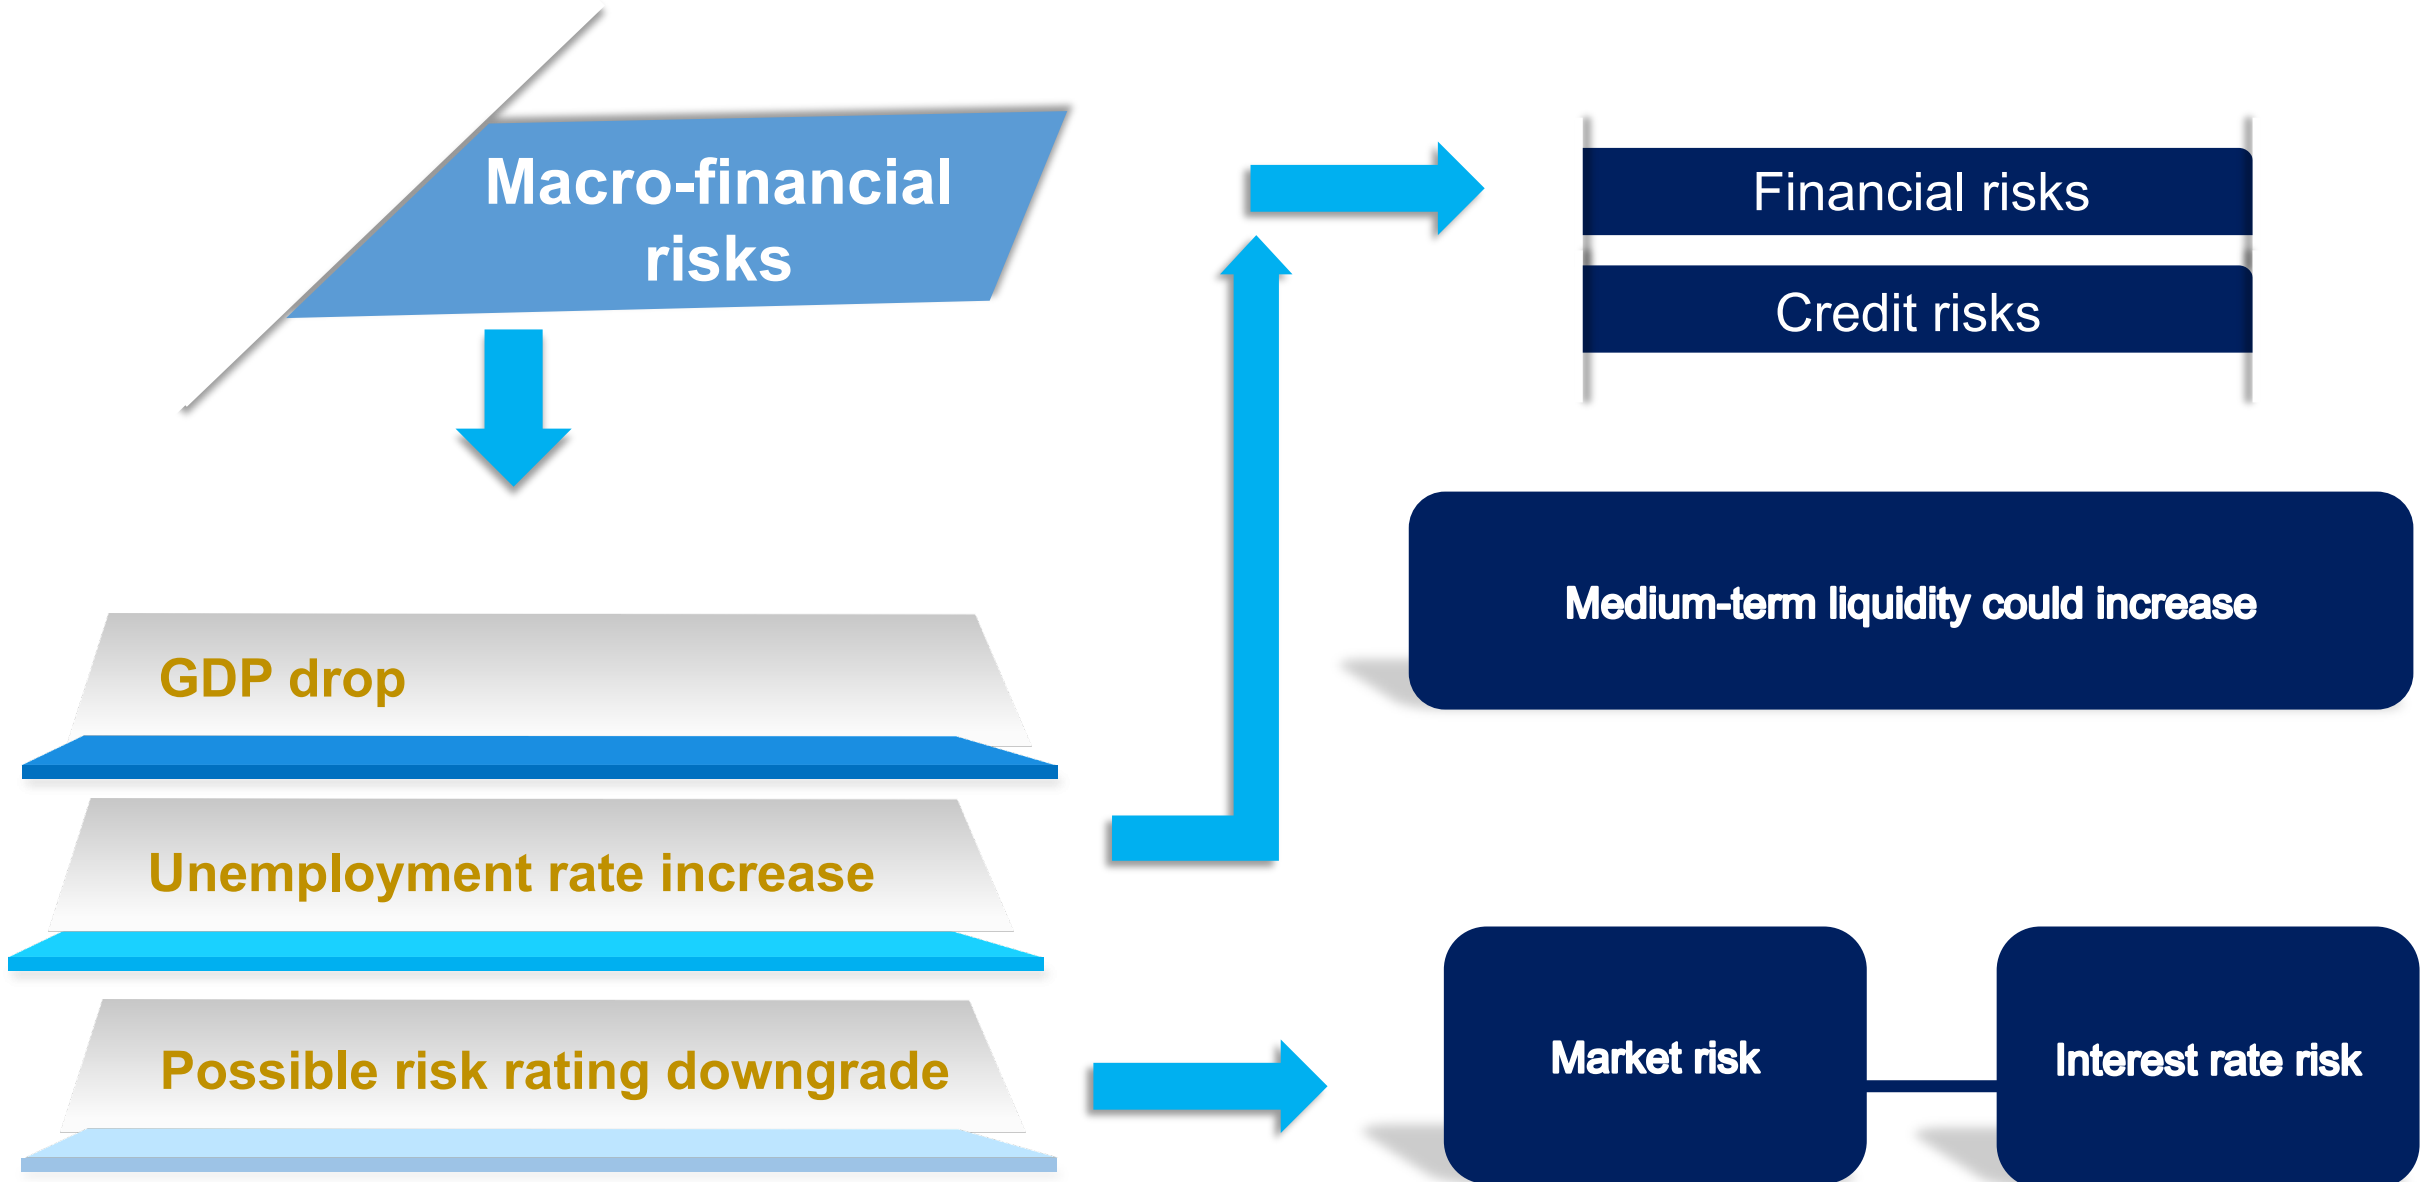 Macro-financial
risks
GDP drop
Unemployment rate increase
Possible risk rating downgrade
Financial risks
Credit risks
Medium-term liquidity could increase
Market risk
Interest rate risk